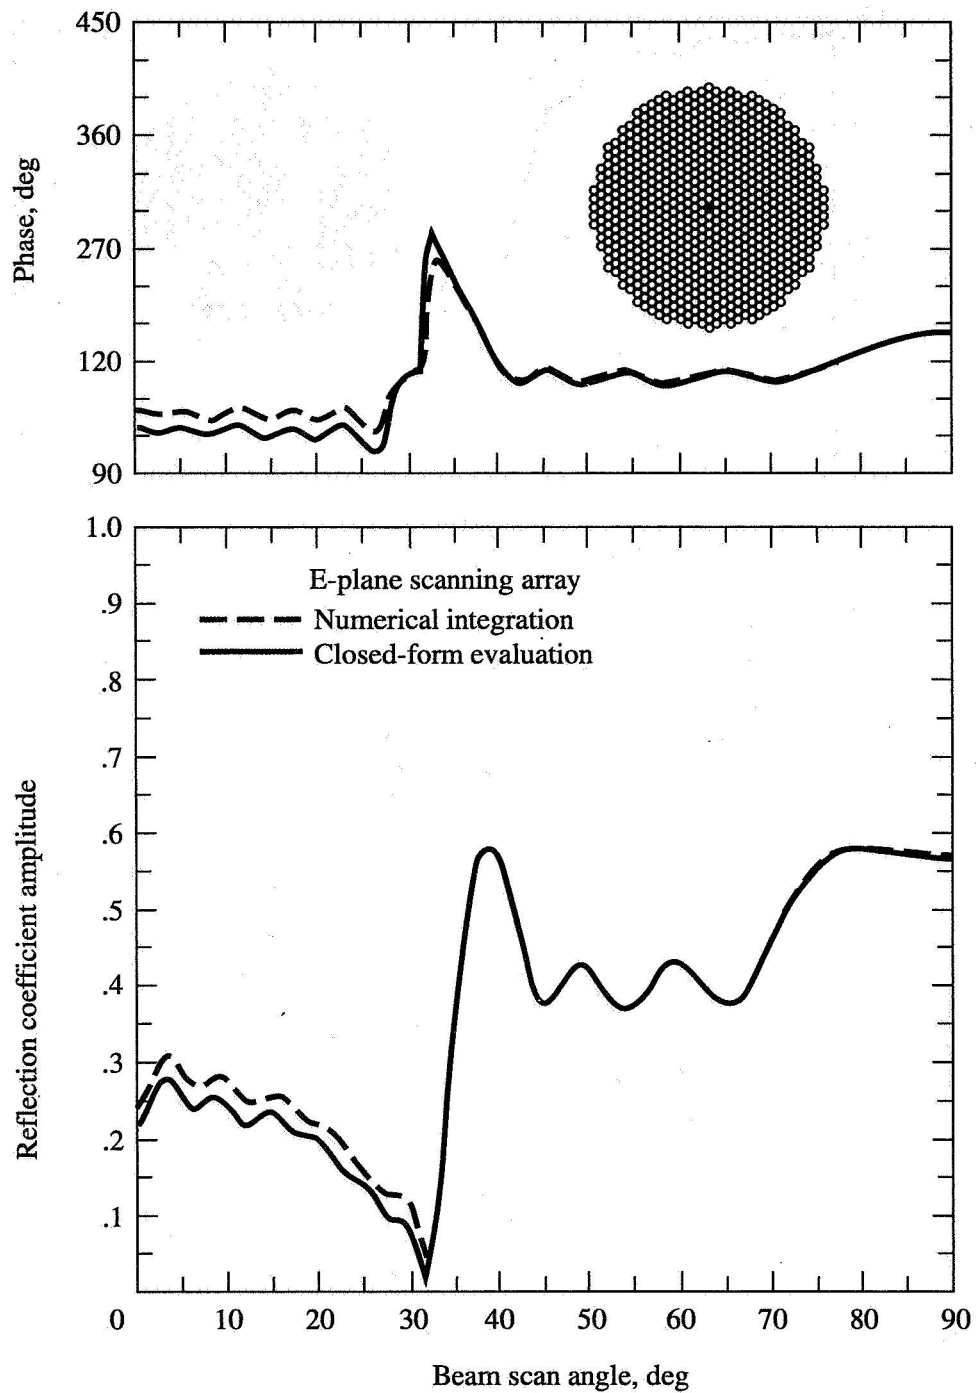 450
360
270
120
90
Phase, deg
1.0
.9
.8
.7
.6
.5
.4
.3
.2
.1
Reflection coefficient amplitude
E-plane scanning array
Numerical integration
Closed-form evaluation
0 10 20 30 40 50 60 70 80 90
Beam scan angle, deg